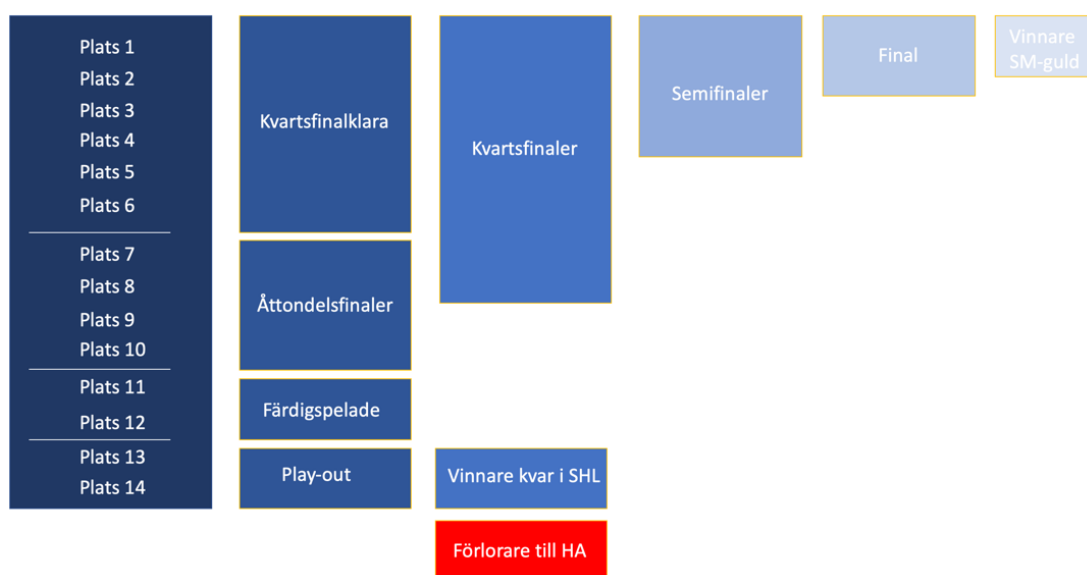 Plats 1
Plats 2
Plats 3
Plats 4
Plats 5
Plats 6
Plats 7
Plats 8
Plats 9
Plats 10
Plats 11
Plats 12
Plats 13
Plats 14
Kvartsfinalklara
Åttondelsfinaler
Färdigspelade
Play-out
Kvartsfinaler
Vinnare kvar i SHL
Förlorare till HA
Semifinaler
Final
Vinnare
SM-guld